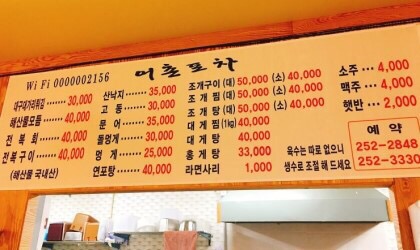 Wi Fi 0000002156
어촌포차
대구대가리튀김 ······ 30,000
해산물모듬 ······ 40,000
전복회 ······ 40,000
전복구이 ······ 40,000
(해산물 국내산)
산낙지 ······ 35,000
고동 ······ 30,000
문어 ······ 35,000
돌멍게 ······ 30,000
멍게 ······ 25,000
연포탕 ······ 40,000
조개구이 (대) 50,000 (소) 40,000
조개찜 (대) 50,000 (소) 40,000
조개탕 (대) 50,000 (소) 40,000
대게찜 (1kg) 40,000
대게탕 40,000
홍게탕 33,000
라면사리 1,000
소주 ··· 4,000
맥주 ··· 4,000
햇반 ··· 2,000
육수는 따로 없으니
생수로 조절 해 드세요
예약
252-2848
252-3330